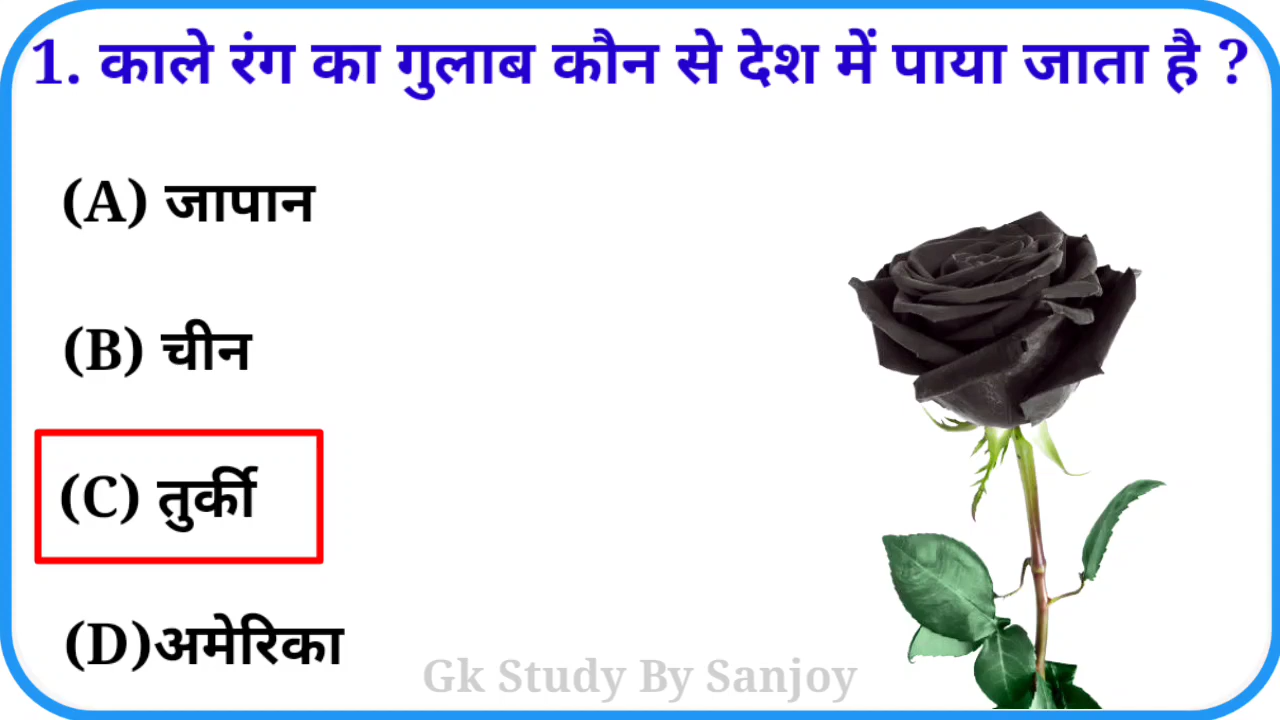 1. काले रंग का गुलाब कौन से देश में पाया जाता है ?
(A) जापान
(B) चीन
(C) तुर्की
(D)अमेरिका
Gk Study By Sanjoy